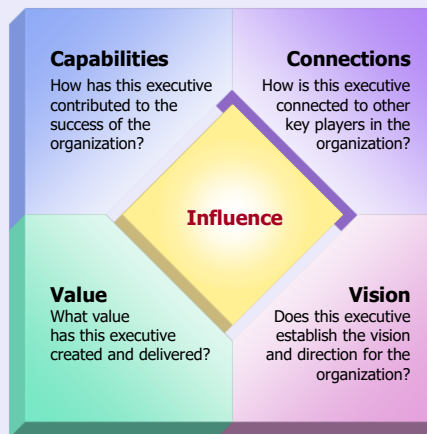 Capabilities
How has this executive
contributed to the
success of the
organization?
Connections
How is this executive
connected to other
key players in the
organization?
Influence
Value
What value
has this executive
created and delivered?
Vision
Does this executive
establish the vision
and direction for the
organization?